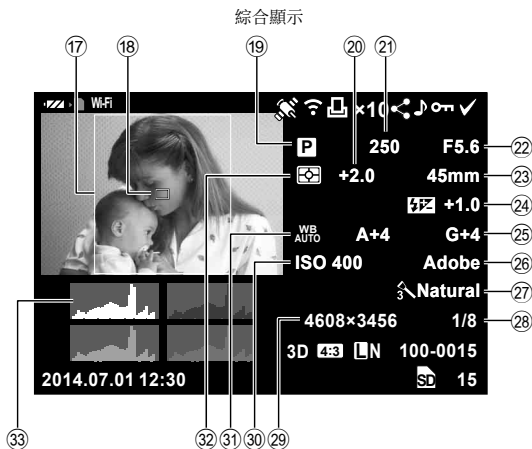 綜合顯示
⑰ ⑱ ⑲ ⑳ ㉑
Wi-Fi ×10
P 250 F5.6 ㉒
+2.0 45mm ㉓
+1.0 ㉔
WB AUTO A+4 G+4 ㉕
ISO 400 Adobe ㉖
3 Natural ㉗
4608×3456 1/8 ㉘
3D 4:3 LN 100-0015
2014.07.01 12:30 SD 15
㉝ ㉜ ㉛ ㉚ ㉙